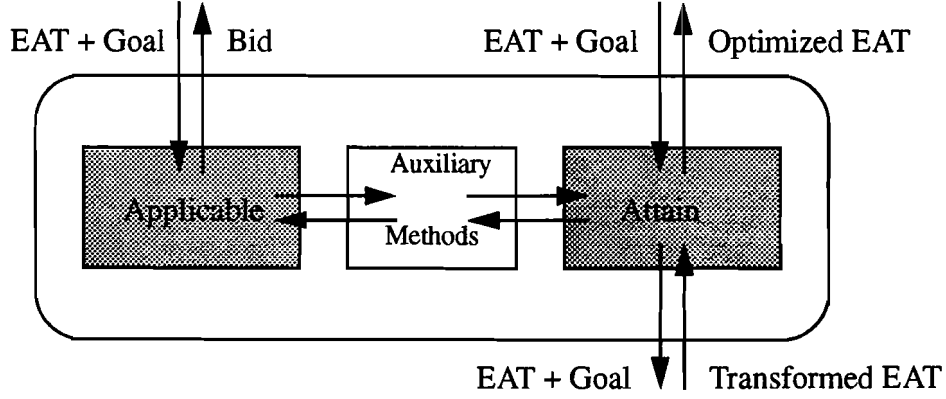 EAT + Goal
Bid
EAT + Goal
Optimized EAT
Auxiliary
Applicable
Attain
Methods
EAT + Goal
Transformed EAT